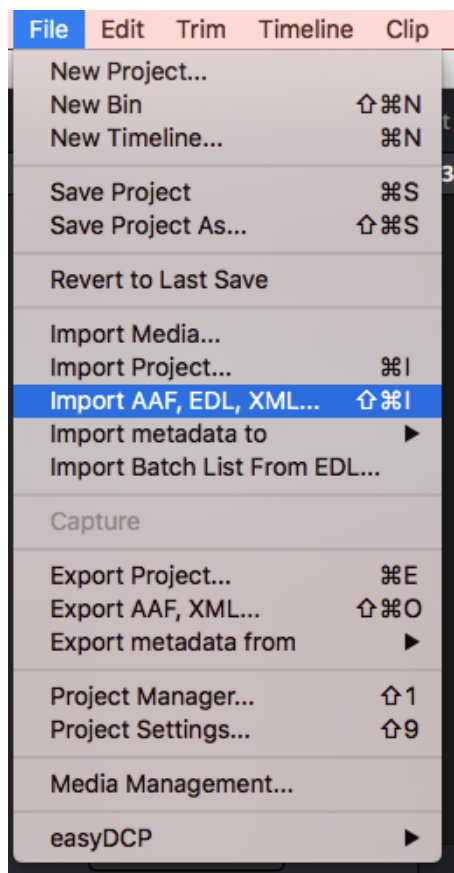 File Edit Trim Timeline Clip
New Project...
New Bin ⇧⌘N
New Timeline... ⌘N
Save Project ⌘S
Save Project As... ⇧⌘S
Revert to Last Save
Import Media...
Import Project... ⌘I
Import AAF, EDL, XML... ⇧⌘I
Import metadata to ▶
Import Batch List From EDL...
Capture
Export Project... ⌘E
Export AAF, XML... ⇧⌘O
Export metadata from ▶
Project Manager... ⇧1
Project Settings... ⇧9
Media Management...
easyDCP ▶
t
3